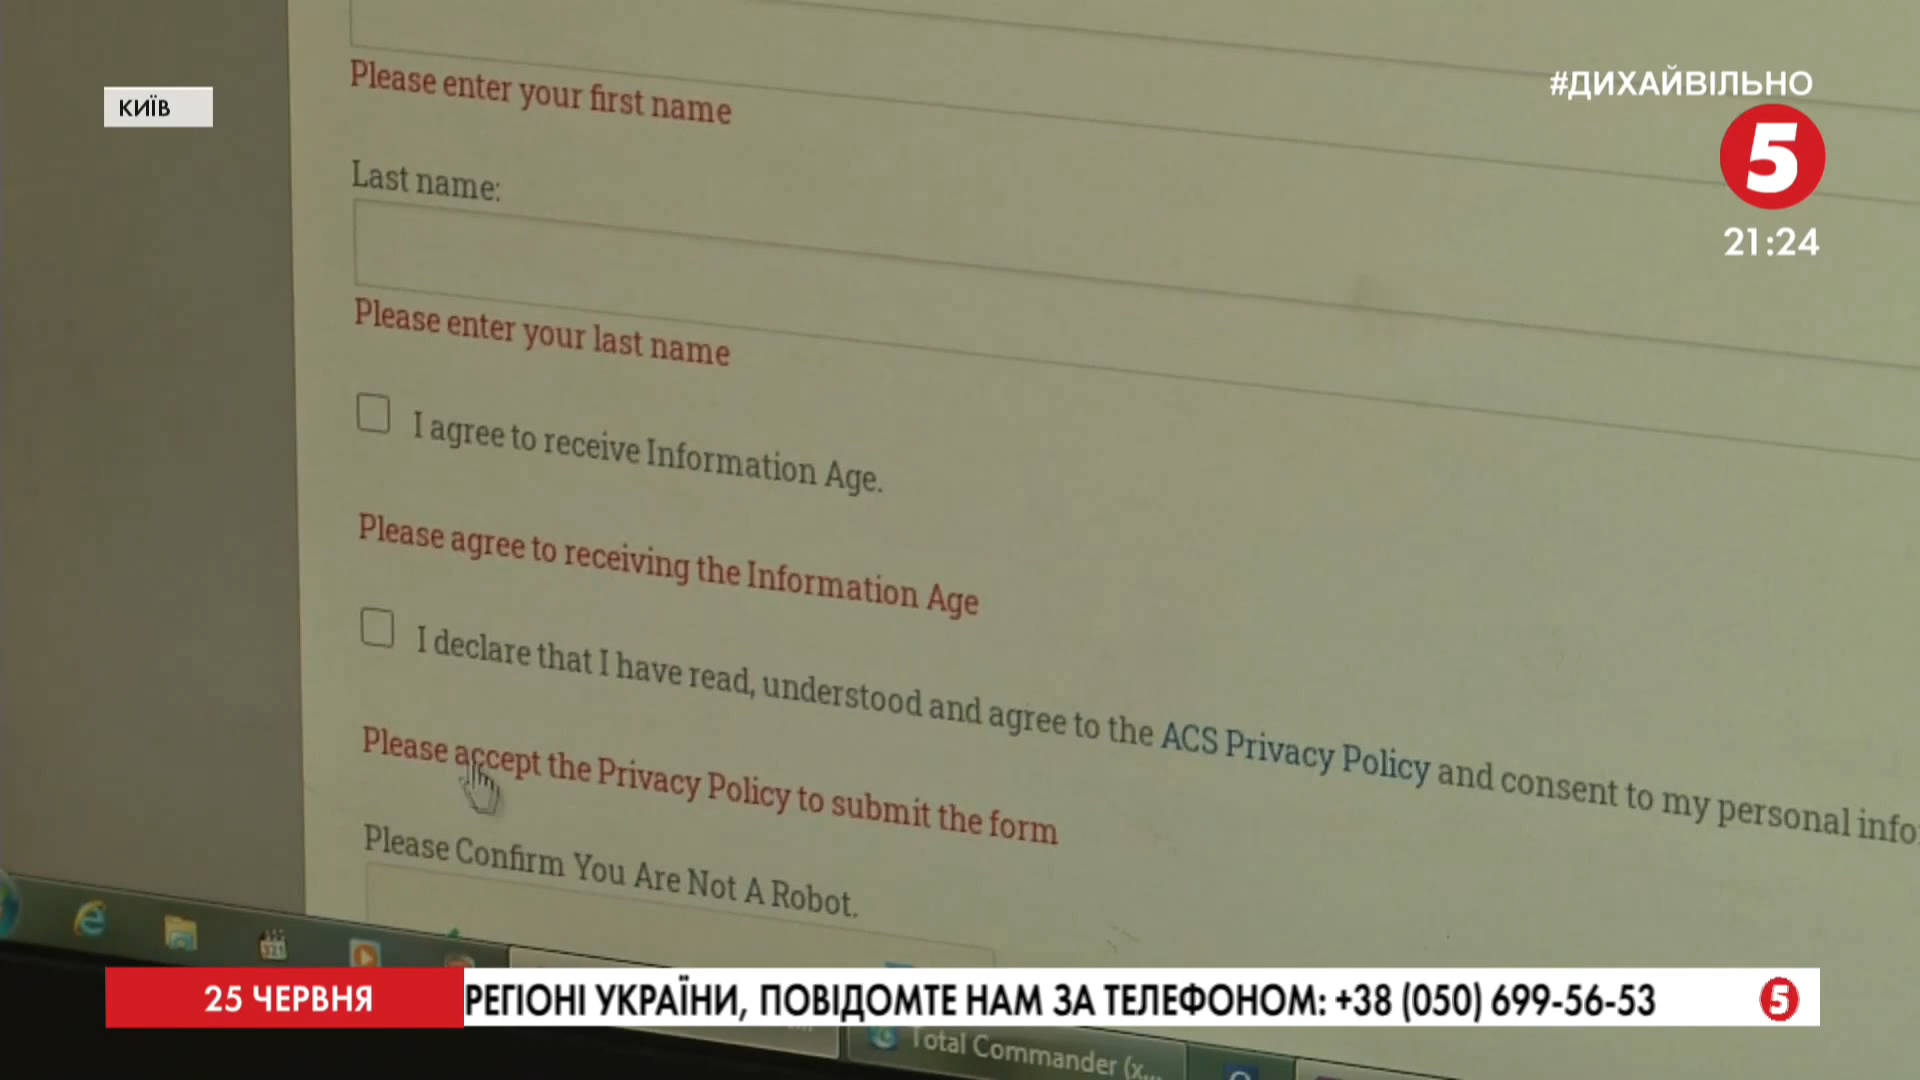 #ДИХАЙВІЛЬНО
КИЇВ
5
21:24
Please enter your first name
Last name:
Please enter your last name
I agree to receive Information Age.
Please agree to receiving the Information Age
I declare that I have read, understood and agree to the ACS Privacy Policy and consent to my personal info
Please accept the Privacy Policy to submit the form
Please Confirm You Are Not A Robot.
25 ЧЕРВНЯ
РЕГІОНІ УКРАЇНИ, ПОВІДОМТЕ НАМ ЗА ТЕЛЕФОНОМ: +38 (050) 699-56-53
5
Total Commander (x...